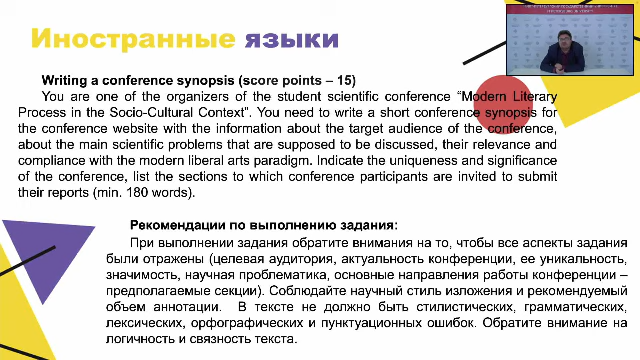 Иностранные языки
Writing a conference synopsis (score points – 15)
You are one of the organizers of the student scientific conference “Modern Literary
Process in the Socio-Cultural Context”. You need to write a short conference synopsis for
the conference website with the information about the target audience of the conference,
about the main scientific problems that are supposed to be discussed, their relevance and
compliance with the modern liberal arts paradigm. Indicate the uniqueness and significance
of the conference, list the sections to which conference participants are invited to submit
their reports (min. 180 words).
Рекомендации по выполнению задания:
При выполнении задания обратите внимания на то, чтобы все аспекты задания
были отражены (целевая аудитория, актуальность конференции, ее уникальность,
значимость, научная проблематика, основные направления работы конференции –
предполагаемые секции). Соблюдайте научный стиль изложения и рекомендуемый
объем аннотации. В тексте не должно быть стилистических, грамматических,
лексических, орфографических и пунктуационных ошибок. Обратите внимание на
логичность и связность текста.